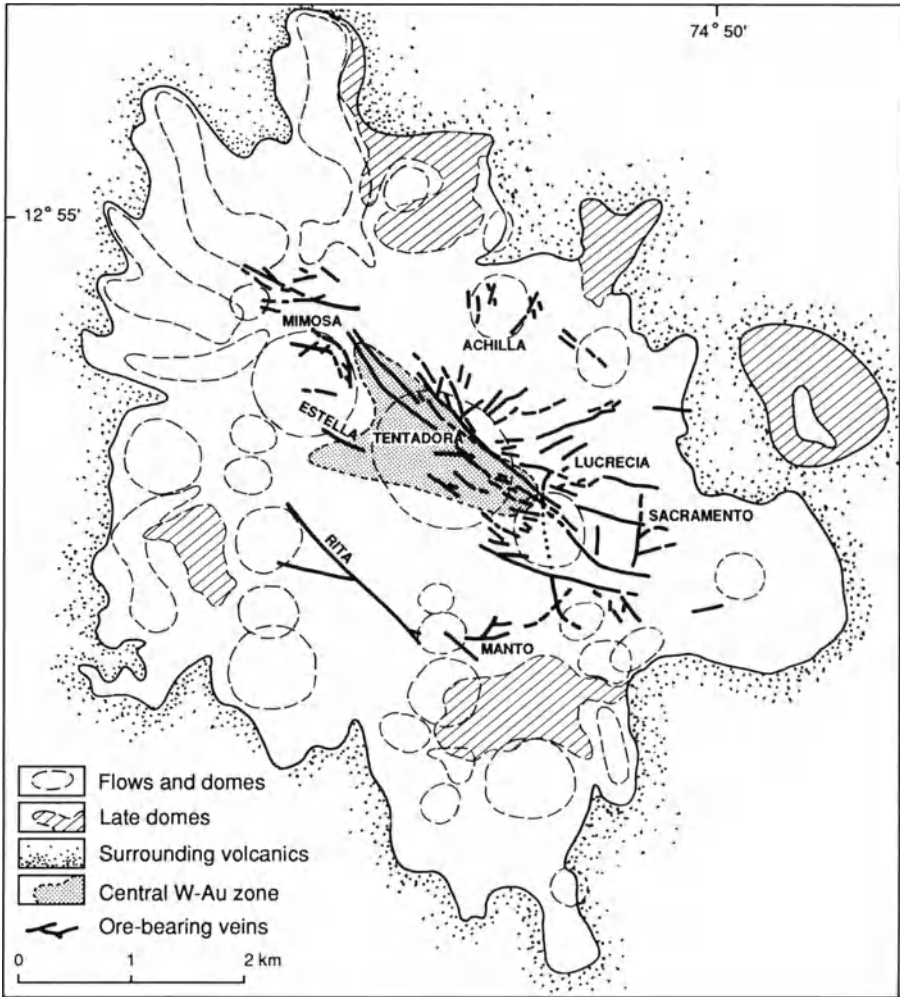 74 50'
12 55'
MIMOSA
ACHILLA
ESTELLA
TENTADORA
LUCRECIA
SACRAMENTO
RITA
MANTO
Flows and domes
Late domes
Surrounding volcanics
Central W-Au zone
Ore-bearing veins
0 1 2 km